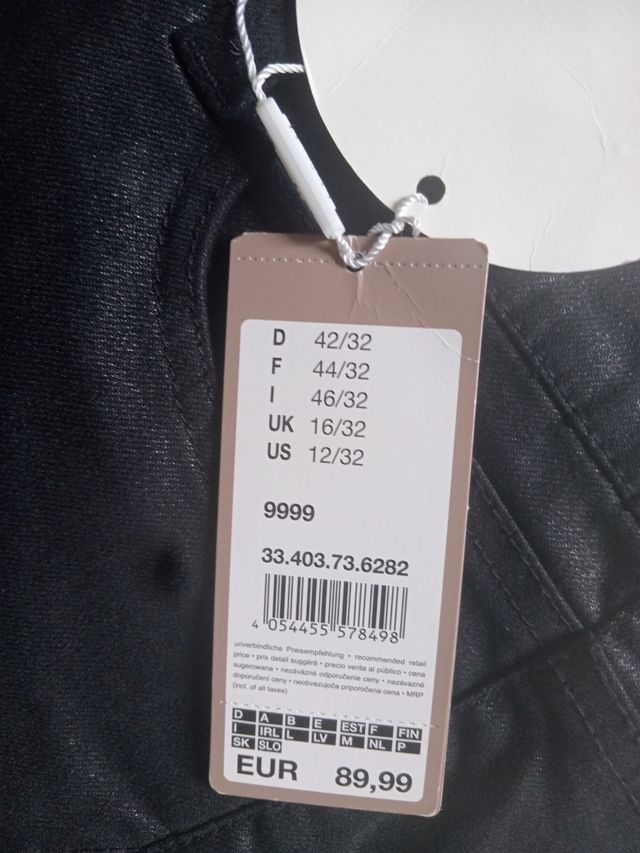 D 42/32
F 44/32
I 46/32
UK 16/32
US 12/32
9999
33.403.73.6282
4 054455 578498
unverbindliche Preisempfehlung • recommended retail
price • prix detail suggéré • precio venta al público • cena
sugerowana • nezáväzné odporučenie ceny • nezávazné
doporučení ceny • neobvezujoča priporočena cena • MRP
(incl. of all taxes)
D A B E EST F FIN
I IRL L LV M NL P
SK SLO
EUR 89,99